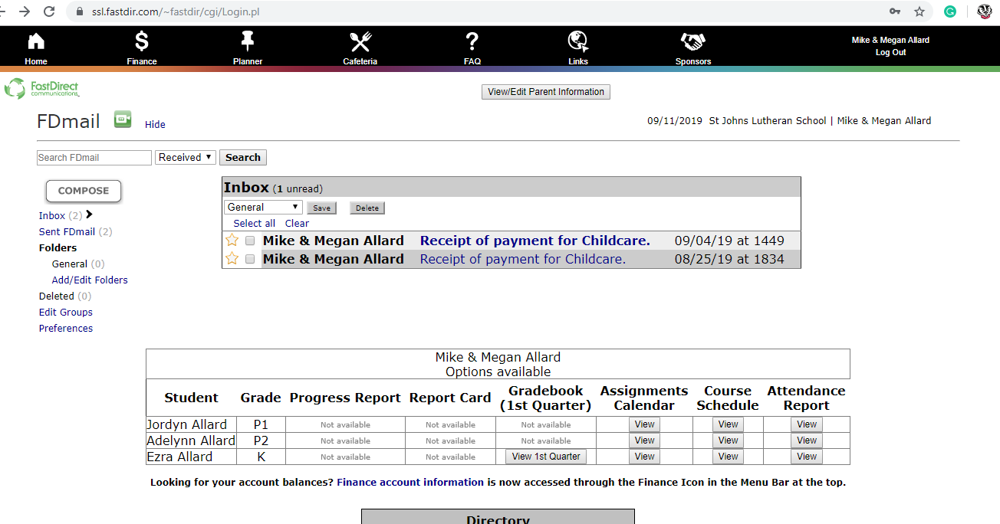 ssl.fastdir.com/~fastdir/cgi/Login.pl
Home Finance Planner Cafeteria FAQ Links Sponsors
Mike & Megan Allard
Log Out
FastDirect
communications
View/Edit Parent Information
FDmail Hide
09/11/2019 St Johns Lutheran School | Mike & Megan Allard
Search FDmail Received Search
COMPOSE
Inbox (2)
Sent FDmail (2)
Folders
General (0)
Add/Edit Folders
Deleted (0)
Edit Groups
Preferences
Inbox (1 unread)
General Save Delete
Select all Clear
Mike & Megan Allard Receipt of payment for Childcare. 09/04/19 at 1449
Mike & Megan Allard Receipt of payment for Childcare. 08/25/19 at 1834
Mike & Megan Allard
Options available
Student Grade Progress Report Report Card Gradebook (1st Quarter) Assignments Calendar Course Schedule Attendance Report
Jordyn Allard P1 Not available Not available Not available View View View
Adelynn Allard P2 Not available Not available Not available View View View
Ezra Allard K Not available Not available View 1st Quarter View View View
Looking for your account balances? Finance account information is now accessed through the Finance Icon in the Menu Bar at the top.
Directory